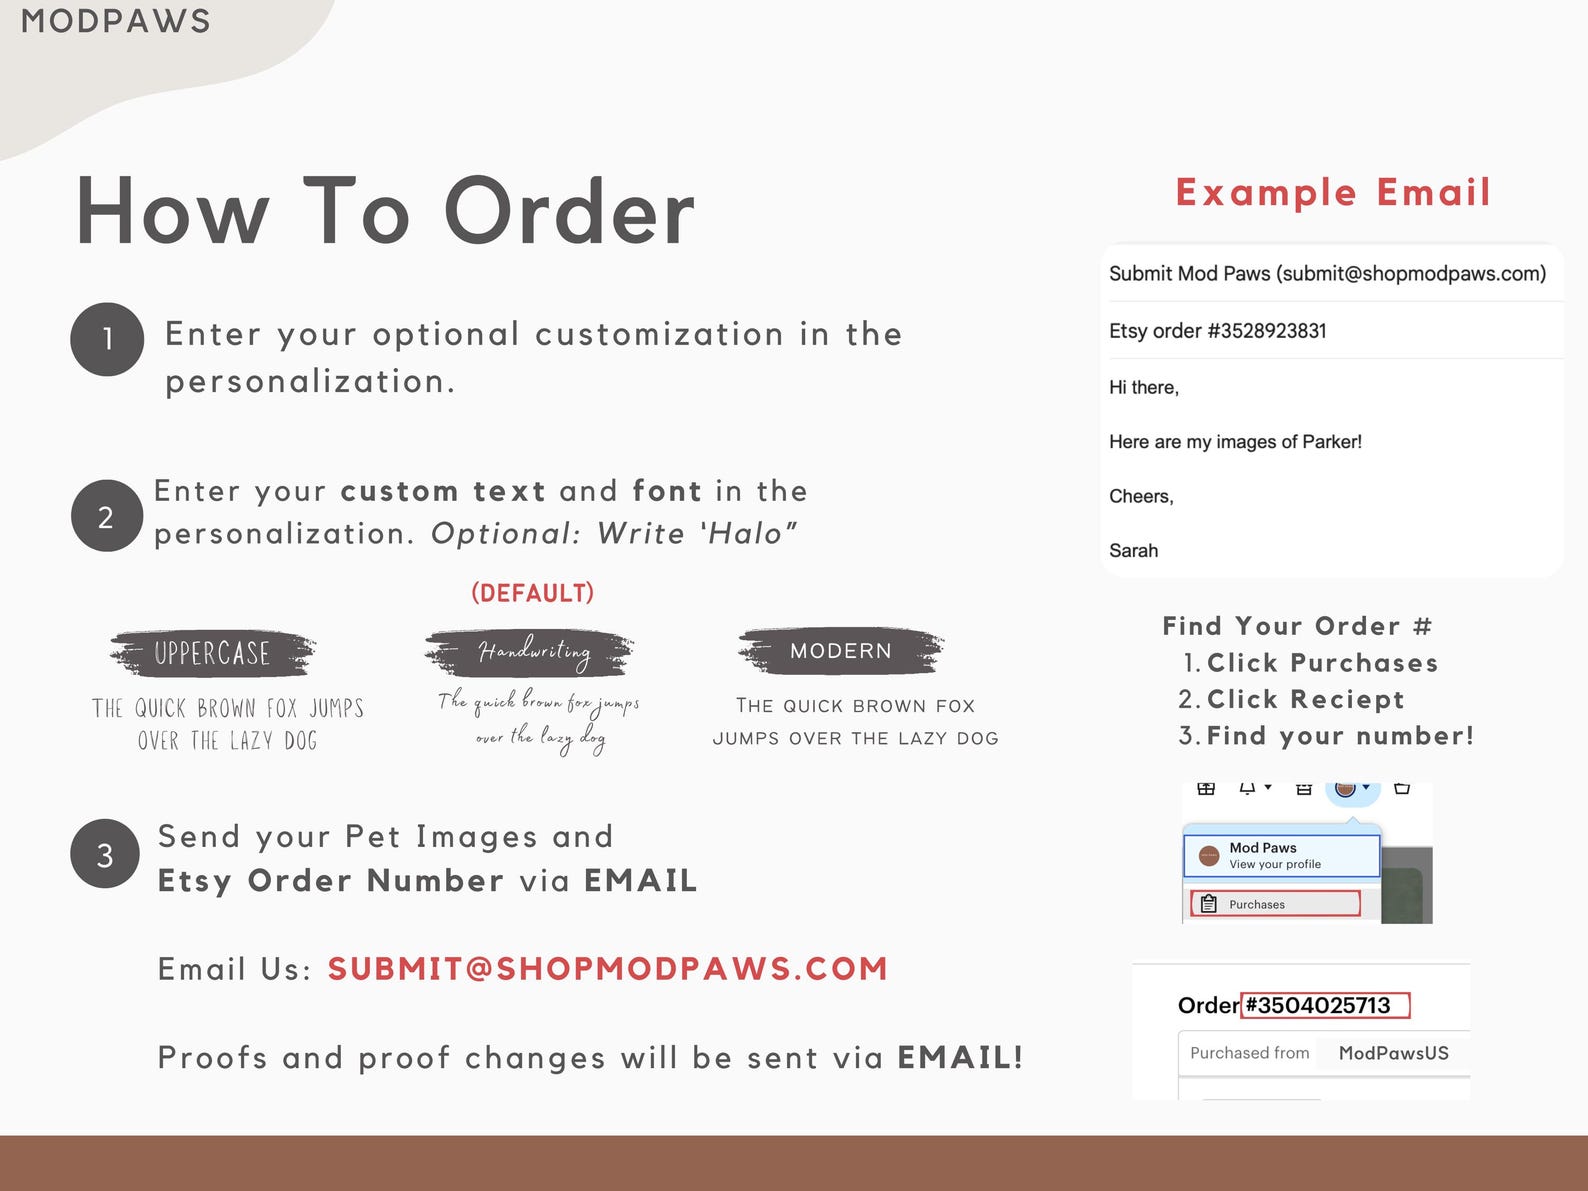 MODPAWS
How To Order
1
Enter your optional customization in the
personalization.
2
Enter your custom text and font in the
personalization. Optional: Write ‘Halo”
(DEFAULT)
UPPERCASE
THE QUICK BROWN FOX JUMPS
OVER THE LAZY DOG
Handwriting
The quick brown fox jumps
over the lazy dog
MODERN
THE QUICK BROWN FOX
JUMPS OVER THE LAZY DOG
3
Send your Pet Images and
Etsy Order Number via EMAIL
Email Us: SUBMIT@SHOPMODPAWS.COM
Proofs and proof changes will be sent via EMAIL!
Example Email
Submit Mod Paws (submit@shopmodpaws.com)
Etsy order #3528923831
Hi there,
Here are my images of Parker!
Cheers,
Sarah
Find Your Order #
1. Click Purchases
2. Click Reciept
3. Find your number!
Mod Paws
View your profile
Purchases
Order #3504025713
Purchased from ModPawsUS